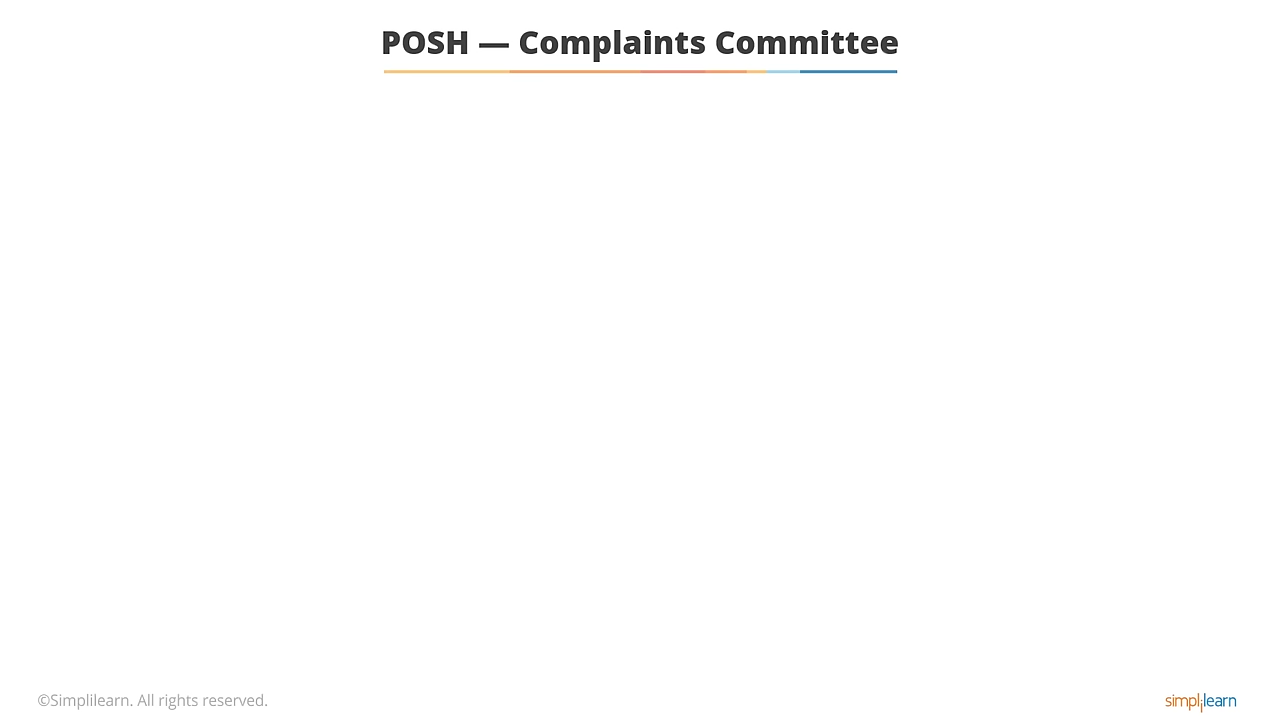 POSH — Complaints Committee
©Simplilearn. All rights reserved.
simplilearn